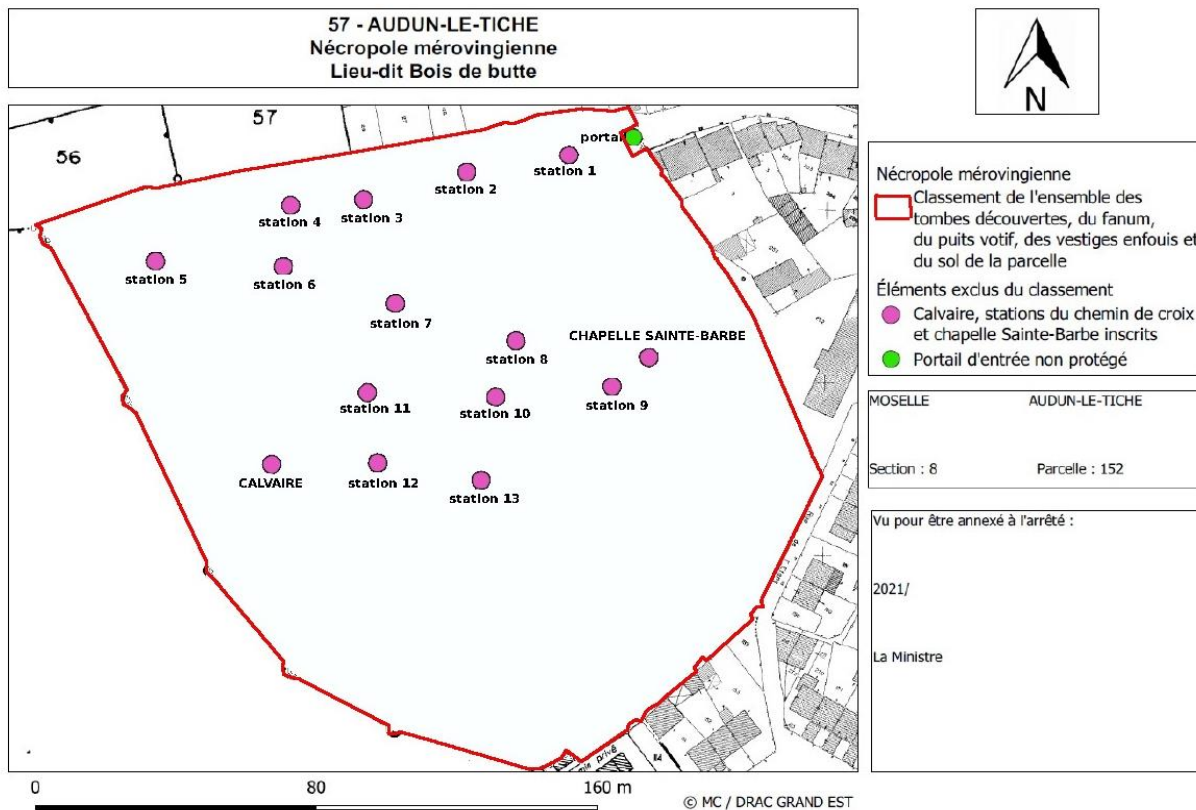 57 - AUDUN-LE-TICHE
Nécropole mérovingienne
Lieu-dit Bois de butte
N
57
56
portail
station 1
station 2
station 3
station 4
station 5
station 6
station 7
station 8
CHAPELLE SAINTE-BARBE
station 9
station 10
station 11
CALVAIRE
station 12
station 13
privé
Nécropole mérovingienne
Classement de l'ensemble des
tombes découvertes, du fanum,
du puits votif, des vestiges enfouis et
du sol de la parcelle
Éléments exclus du classement
Calvaire, stations du chemin de croix
et chapelle Sainte-Barbe inscrits
Portail d'entrée non protégé
MOSELLE AUDUN-LE-TICHE
Section : 8 Parcelle : 152
Vu pour être annexé à l'arrêté :
2021/
La Ministre
0 80 160 m
© MC / DRAC GRAND EST